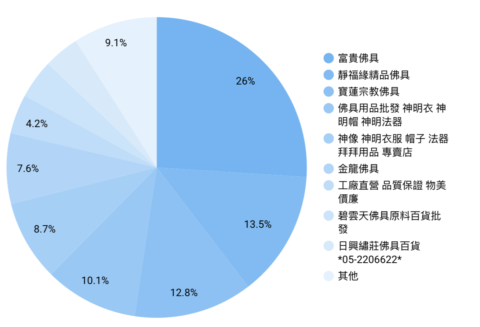 9.1%
26%
4.2%
7.6%
8.7%
10.1%
12.8%
13.5%
富貴佛具
靜福緣精品佛具
寶蓮宗教佛具
佛具用品批發 神明衣 神
明帽 神明法器
神像 神明衣服 帽子 法器
拜拜用品 專賣店
金龍佛具
工廠直營 品質保證 物美
價廉
碧雲天佛具原料百貨批
發
日興繡莊佛具百貨
*05-2206622*
其他